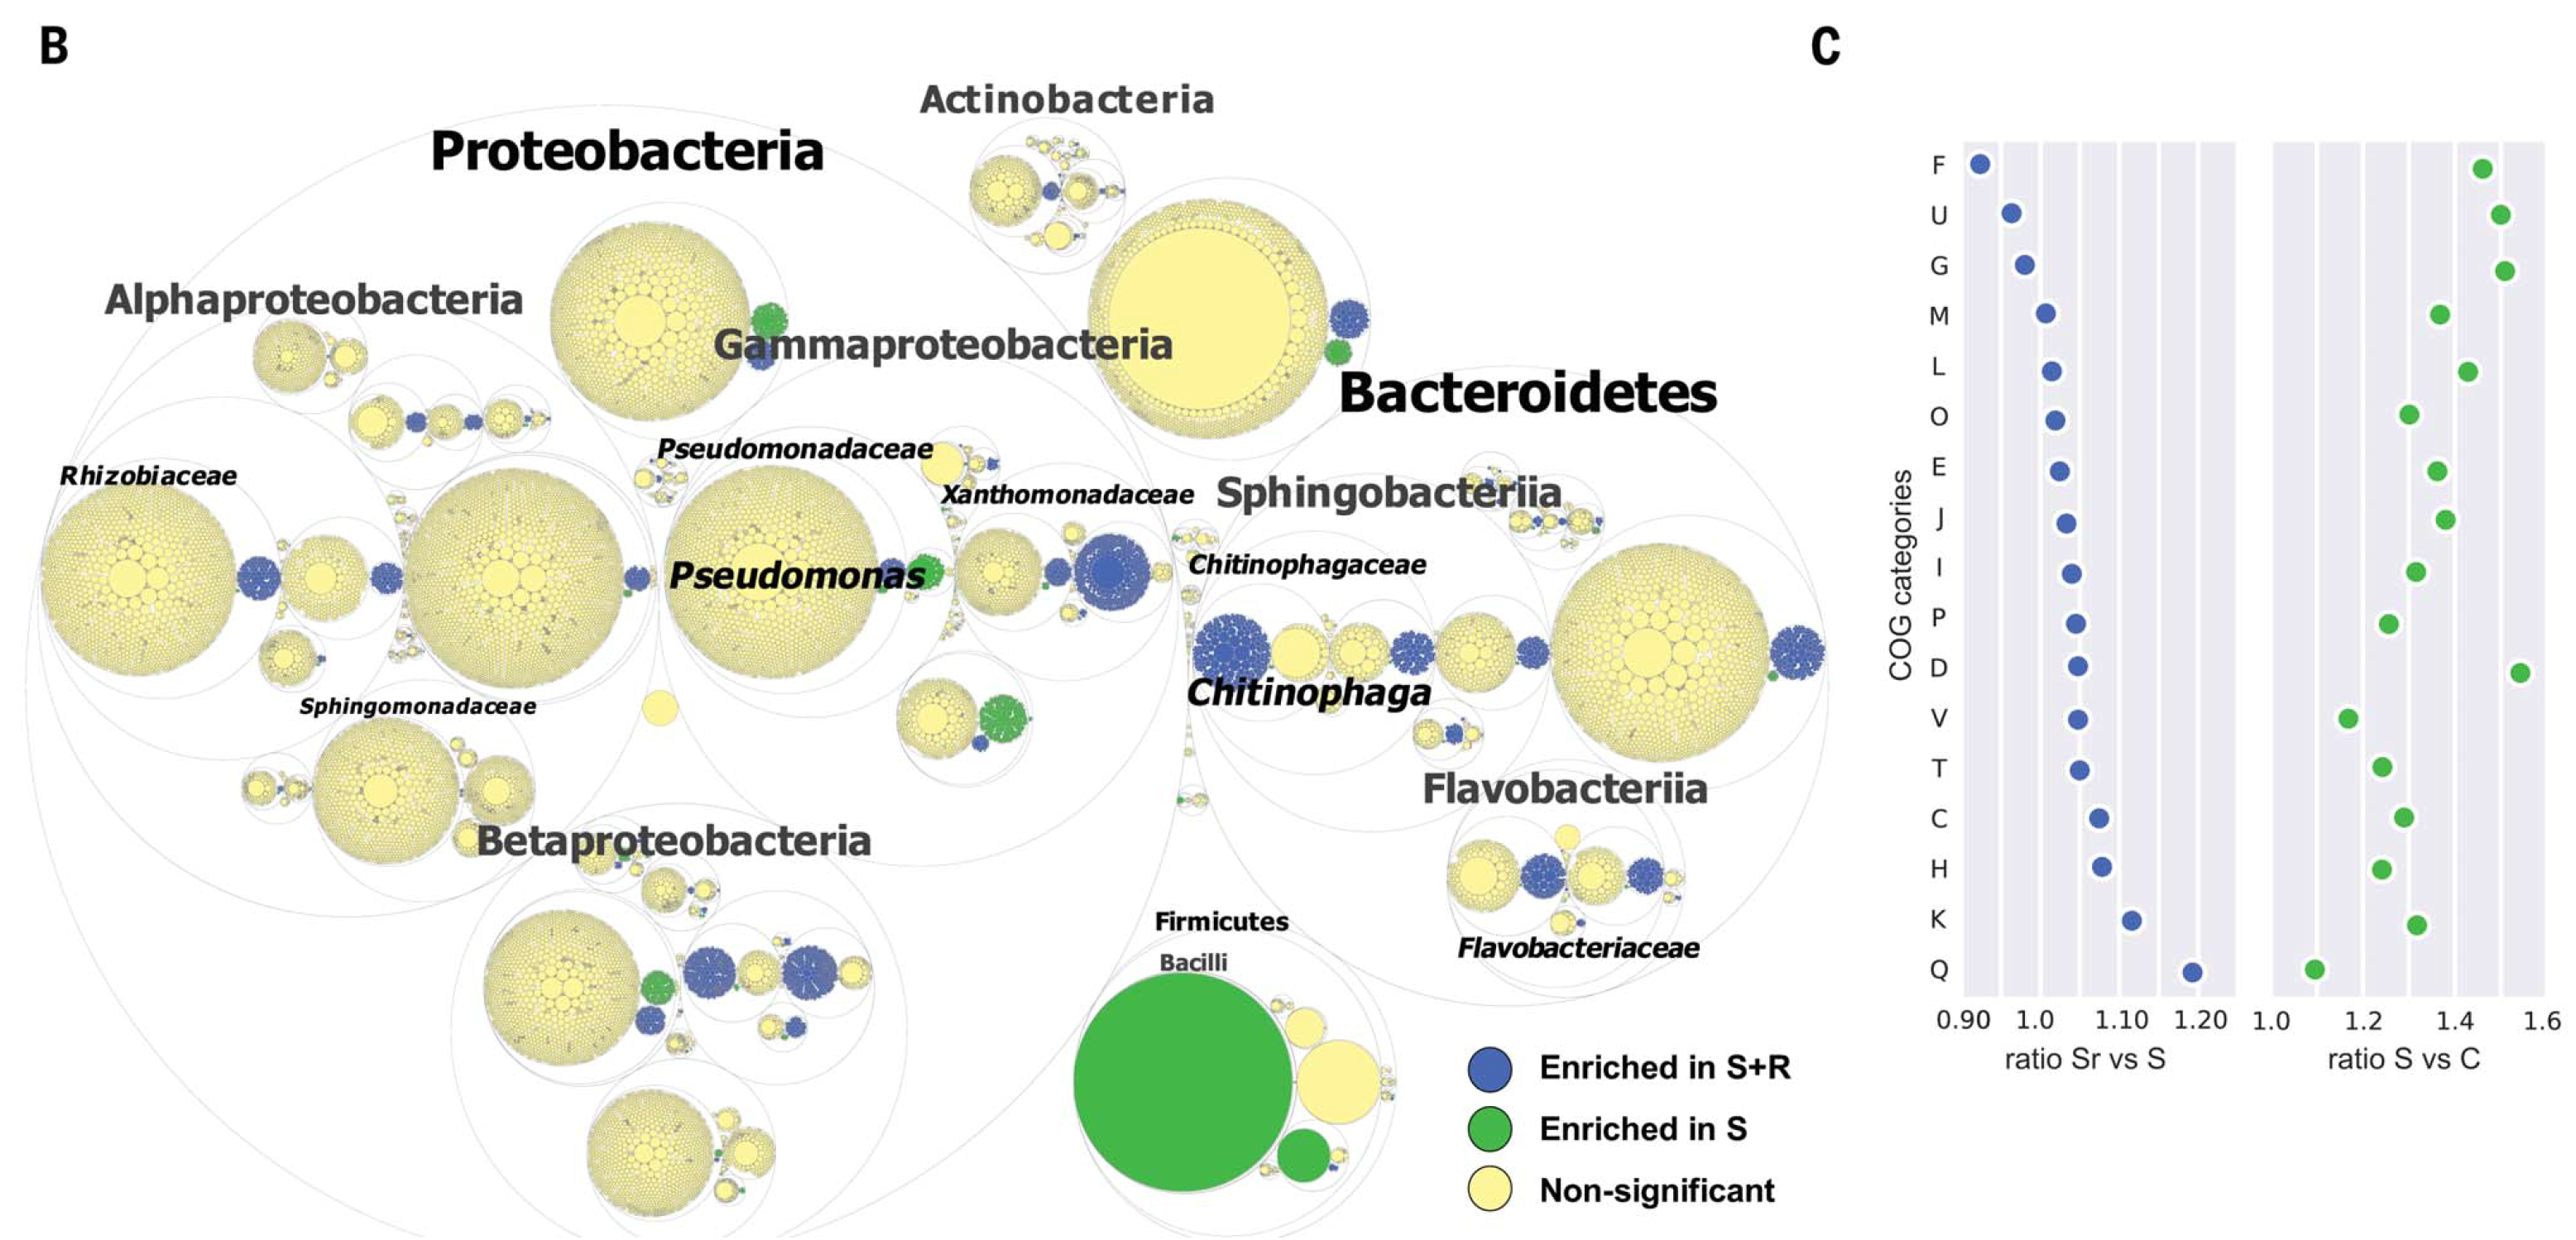 B
Actinobacteria
Proteobacteria
Alphaproteobacteria
Gammaproteobacteria
Bacteroidetes
Pseudomonadaceae
Rhizobiaceae
Xanthomonadaceae
Sphingobacteriia
Pseudomonas
Chitinophagaceae
Chitinophaga
Sphingomonadaceae
Flavobacteriia
Betaproteobacteria
Firmicutes
Bacilli
Flavobacteriaceae
Enriched in S+R
Enriched in S
Non-significant
C
COG categories
F
U
G
M
L
O
E
J
I
P
D
V
T
C
H
K
Q
0.90 1.0 1.10 1.20
ratio Sr vs S
1.0 1.2 1.4 1.6
ratio S vs C